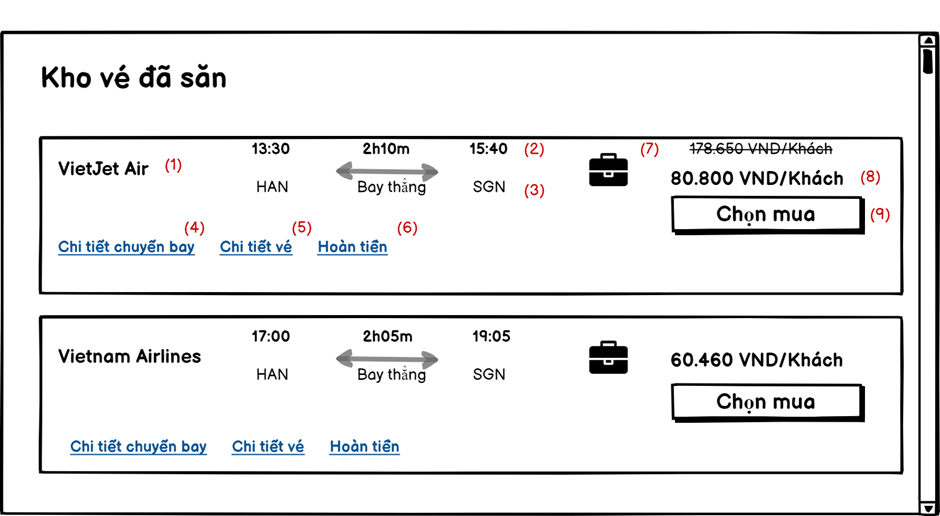 Kho vé đã săn
13:30 2h10m 15:40 (2) (7) 178.650 VND/Khách
VietJet Air (1)
HAN Bay thẳng SGN (3)
80.800 VND/Khách (8)
Chọn mua (9)
(4) (5) (6)
Chi tiết chuyến bay Chi tiết vé Hoàn tiền
17:00 2h05m 19:05
Vietnam Airlines 60.460 VND/Khách
HAN Bay thẳng SGN
Chọn mua
Chi tiết chuyến bay Chi tiết vé Hoàn tiền